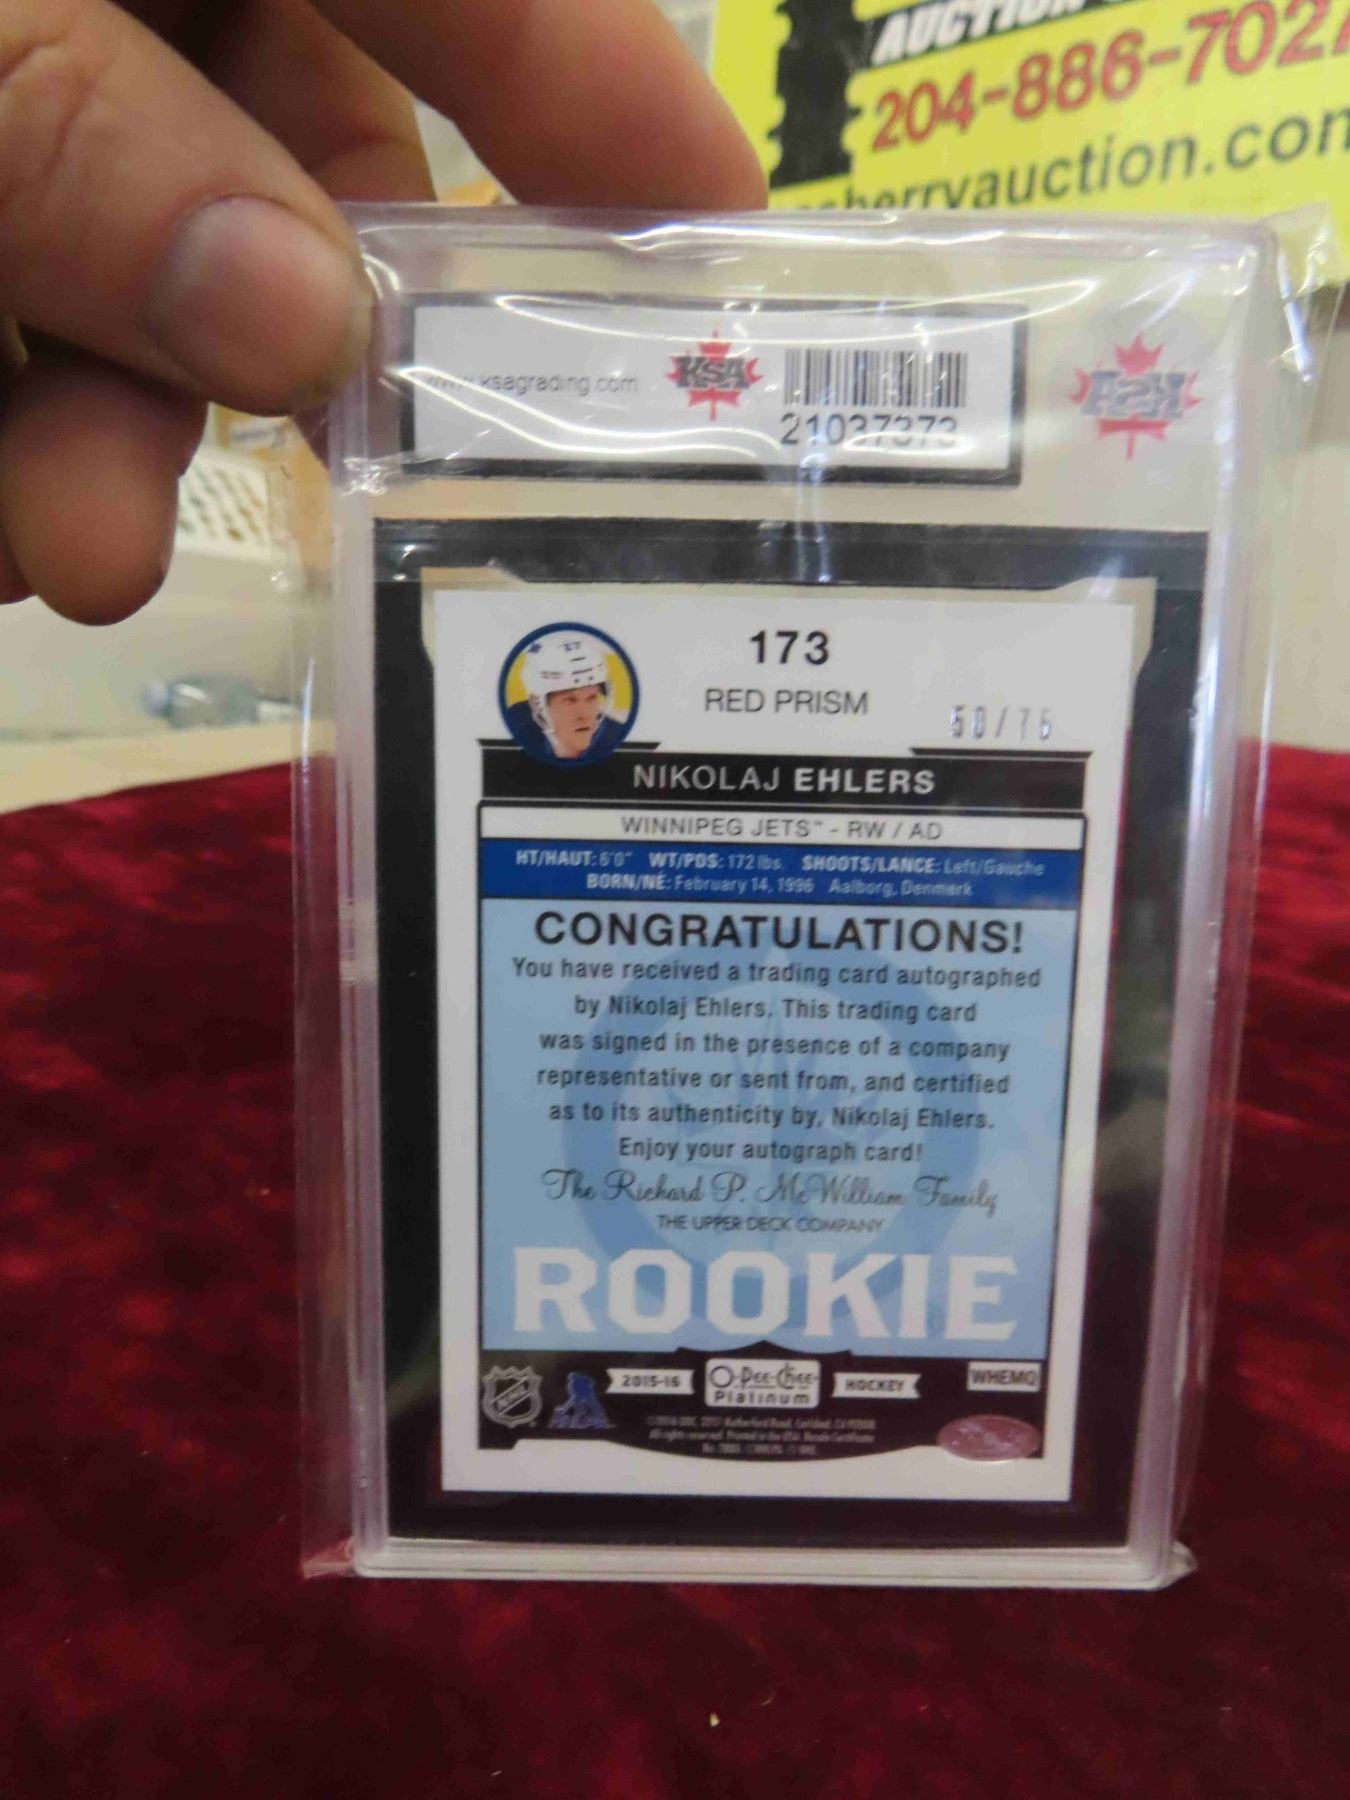 AUCTION
204-886-702
berryauction.com
www.ksagrading.com
KSA
21037373
KSA
173
RED PRISM
50/75
NIKOLAJ EHLERS
WINNIPEG JETS™ - RW / AD
HT/HAUT: 6'0" WT/PDS: 172 lbs. SHOOTS/LANCE: Left/Gauche
BORN/NÉ: February 14, 1996 Aalborg, Denmark
CONGRATULATIONS!
You have received a trading card autographed
by Nikolaj Ehlers. This trading card
was signed in the presence of a company
representative or sent from, and certified
as to its authenticity by, Nikolaj Ehlers.
Enjoy your autograph card!
The Richard P. McWilliam Family
THE UPPER DECK COMPANY
ROOKIE
NHL
2015-16
O-Pee-Chee
Platinum
HOCKEY
WHEMQ